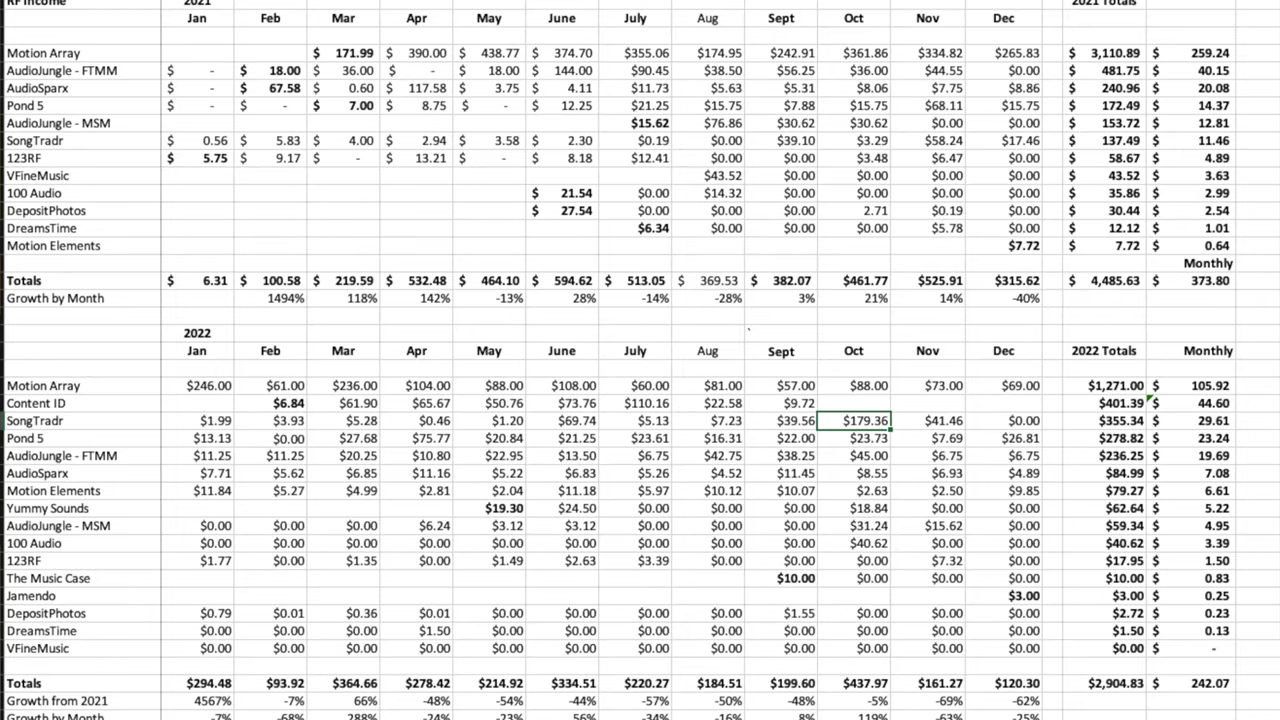 RF Income 2021 2021 Totals
Jan Feb Mar Apr May June July Aug Sept Oct Nov Dec
Motion Array $ 171.99 $ 390.00 $ 438.77 $ 374.70 $355.06 $174.95 $242.91 $361.86 $334.82 $265.83 $ 3,110.89 $ 259.24
AudioJungle - FTMM $ - $ 18.00 $ 36.00 $ - $ 18.00 $ 144.00 $90.45 $38.50 $56.25 $36.00 $44.55 $0.00 $ 481.75 $ 40.15
AudioSparx $ - $ 67.58 $ 0.60 $ 117.58 $ 3.75 $ 4.11 $11.73 $5.63 $5.31 $8.06 $7.75 $8.86 $ 240.96 $ 20.08
Pond 5 $ - $ - $ 7.00 $ 8.75 $ - $ 12.25 $21.25 $15.75 $7.88 $15.75 $68.11 $15.75 $ 172.49 $ 14.37
AudioJungle - MSM $15.62 $76.86 $30.62 $30.62 $0.00 $0.00 $ 153.72 $ 12.81
SongTradr $ 0.56 $ 5.83 $ 4.00 $ 2.94 $ 3.58 $ 2.30 $0.19 $0.00 $39.10 $3.29 $58.24 $17.46 $ 137.49 $ 11.46
123RF $ 5.75 $ 9.17 $ - $ 13.21 $ - $ 8.18 $12.41 $0.00 $0.00 $3.48 $6.47 $0.00 $ 58.67 $ 4.89
VFineMusic $43.52 $0.00 $0.00 $0.00 $0.00 $ 43.52 $ 3.63
100 Audio $ 21.54 $0.00 $14.32 $0.00 $0.00 $0.00 $0.00 $ 35.86 $ 2.99
DepositPhotos $ 27.54 $0.00 $0.00 $0.00 2.71 $0.19 $0.00 $ 30.44 $ 2.54
DreamsTime $6.34 $0.00 $0.00 $0.00 $5.78 $0.00 $ 12.12 $ 1.01
Motion Elements $7.72 $ 7.72 $ 0.64
Monthly
Totals $ 6.31 $ 100.58 $ 219.59 $ 532.48 $ 464.10 $ 594.62 $ 513.05 $ 369.53 $ 382.07 $461.77 $525.91 $315.62 $ 4,485.63 $ 373.80
Growth by Month 1494% 118% 142% -13% 28% -14% -28% 3% 21% 14% -40%
2022 `
Jan Feb Mar Apr May June July Aug Sept Oct Nov Dec 2022 Totals Monthly
Motion Array $246.00 $61.00 $236.00 $104.00 $88.00 $108.00 $60.00 $81.00 $57.00 $88.00 $73.00 $69.00 $1,271.00 $ 105.92
Content ID $6.84 $61.90 $65.67 $50.76 $73.76 $110.16 $22.58 $9.72 $401.39 $ 44.60
SongTradr $1.99 $3.93 $5.28 $0.46 $1.20 $69.74 $5.13 $7.23 $39.56 $179.36 $41.46 $0.00 $355.34 $ 29.61
Pond 5 $13.13 $0.00 $27.68 $75.77 $20.84 $21.25 $23.61 $16.31 $22.00 $23.73 $7.69 $26.81 $278.82 $ 23.24
AudioJungle - FTMM $11.25 $11.25 $20.25 $10.80 $22.95 $13.50 $6.75 $42.75 $38.25 $45.00 $6.75 $6.75 $236.25 $ 19.69
AudioSparx $7.71 $5.62 $6.85 $11.16 $5.22 $6.83 $5.26 $4.52 $11.45 $8.55 $6.93 $4.89 $84.99 $ 7.08
Motion Elements $11.84 $5.27 $4.99 $2.81 $2.04 $11.18 $5.97 $10.12 $10.07 $2.63 $2.50 $9.85 $79.27 $ 6.61
Yummy Sounds $19.30 $24.50 $0.00 $0.00 $0.00 $18.84 $0.00 $0.00 $62.64 $ 5.22
AudioJungle - MSM $0.00 $0.00 $0.00 $6.24 $3.12 $3.12 $0.00 $0.00 $0.00 $31.24 $15.62 $0.00 $59.34 $ 4.95
100 Audio $0.00 $0.00 $0.00 $0.00 $0.00 $0.00 $0.00 $0.00 $0.00 $40.62 $0.00 $0.00 $40.62 $ 3.39
123RF $1.77 $0.00 $1.35 $0.00 $1.49 $2.63 $3.39 $0.00 $0.00 $0.00 $7.32 $0.00 $17.95 $ 1.50
The Music Case $10.00 $0.00 $0.00 $0.00 $10.00 $ 0.83
Jamendo $3.00 $3.00 $ 0.25
DepositPhotos $0.79 $0.01 $0.36 $0.01 $0.00 $0.00 $0.00 $0.00 $1.55 $0.00 $0.00 $0.00 $2.72 $ 0.23
DreamsTime $0.00 $0.00 $0.00 $1.50 $0.00 $0.00 $0.00 $0.00 $0.00 $0.00 $0.00 $0.00 $1.50 $ 0.13
VFineMusic $0.00 $0.00 $0.00 $0.00 $0.00 $0.00 $0.00 $0.00 $0.00 $0.00 $0.00 $0.00 $0.00 $ -
Totals $294.48 $93.92 $364.66 $278.42 $214.92 $334.51 $220.27 $184.51 $199.60 $437.97 $161.27 $120.30 $2,904.83 $ 242.07
Growth from 2021 4567% -7% 66% -48% -54% -44% -57% -50% -48% -5% -69% -62%
Growth by Month -7% -68% 288% -24% -23% 56% -34% -16% 8% 119% -63% -25%